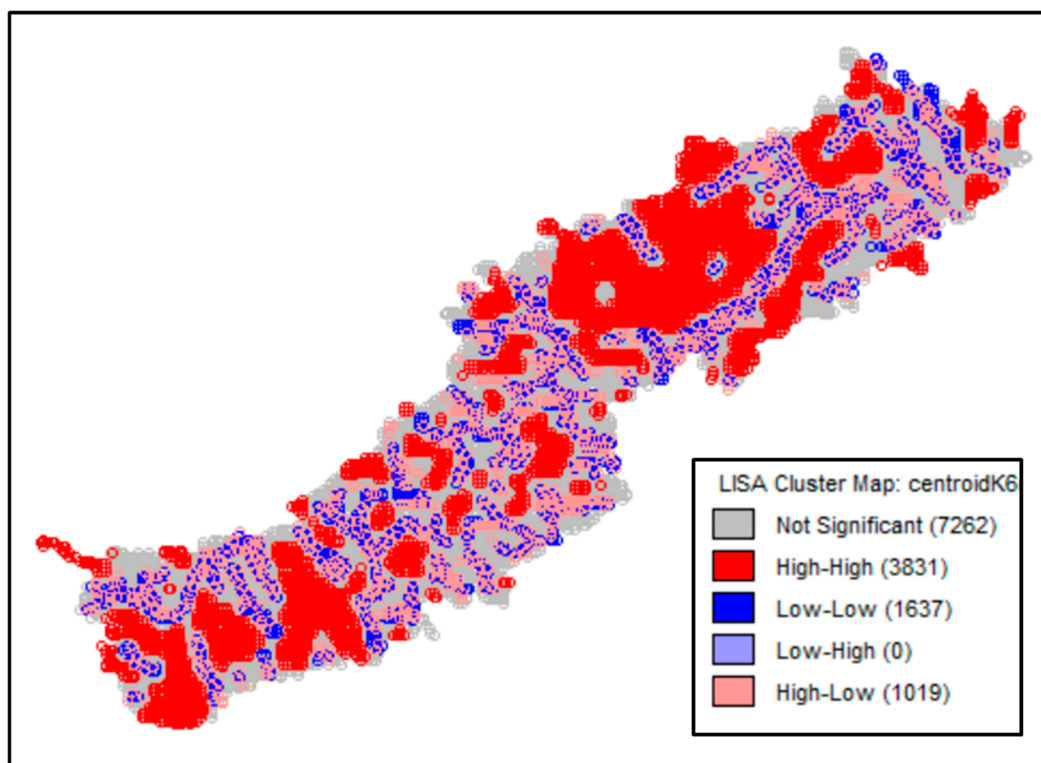 LISA Cluster Map: centroidK6
Not Significant (7262)
High-High (3831)
Low-Low (1637)
Low-High (0)
High-Low (1019)